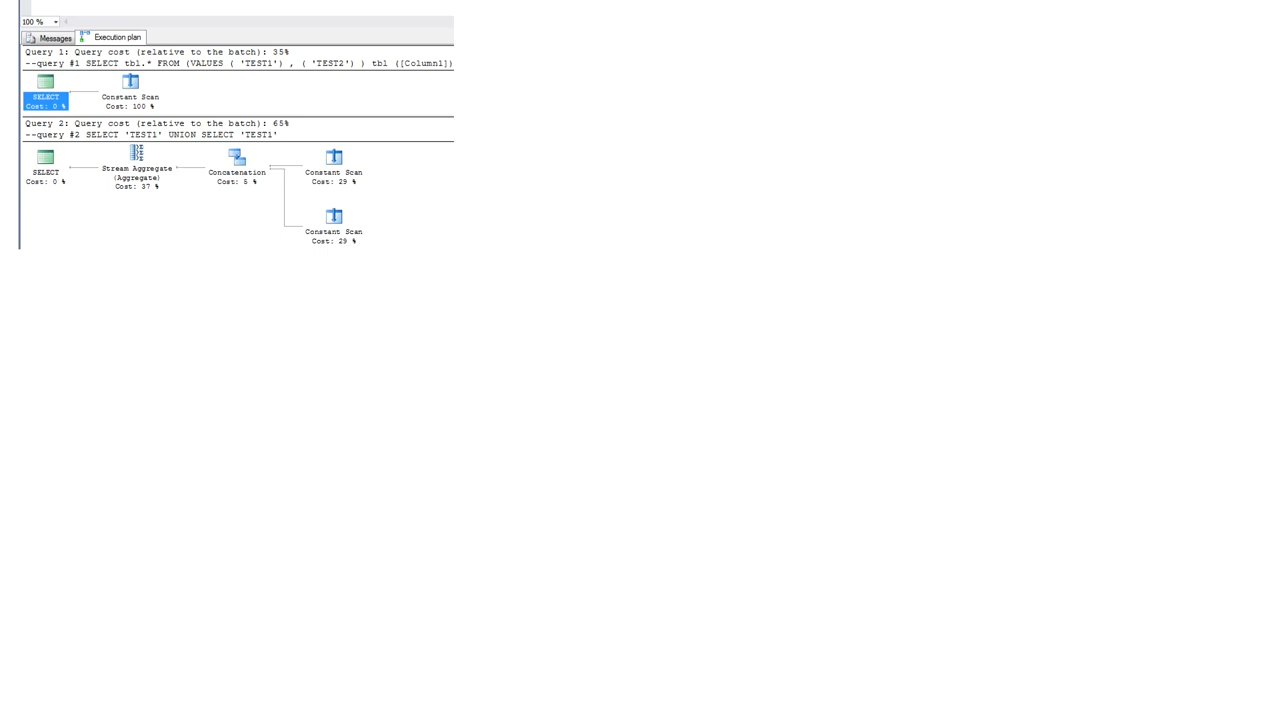 100 %
Messages Execution plan
Query 1: Query cost (relative to the batch): 35%
--query #1 SELECT tbl.* FROM (VALUES ( 'TEST1') , ( 'TEST2') ) tbl ([Column1])
SELECT
Cost: 0 %
Constant Scan
Cost: 100 %
Query 2: Query cost (relative to the batch): 65%
--query #2 SELECT 'TEST1' UNION SELECT 'TEST1'
SELECT
Cost: 0 %
Stream Aggregate
(Aggregate)
Cost: 37 %
Concatenation
Cost: 5 %
Constant Scan
Cost: 29 %
Constant Scan
Cost: 29 %